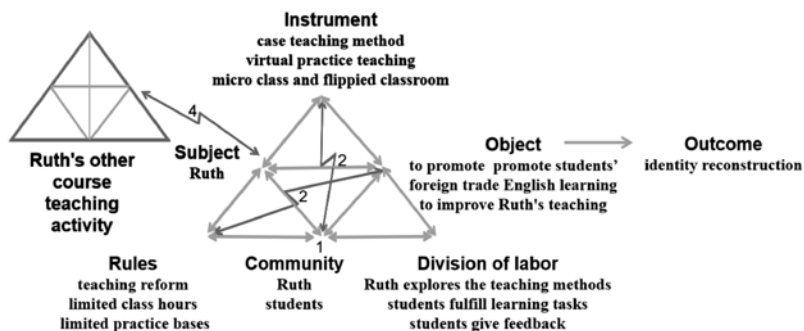 Instrument
case teaching method
virtual practice teaching
micro class and flippied classroom
4
Ruth's other
course
teaching
activity
Subject
Ruth
2
2
1
Object
to promote promote students'
foreign trade English learning
to improve Ruth's teaching
Outcome
identity reconstruction
Rules
teaching reform
limited class hours
limited practice bases
Community
Ruth
students
Division of labor
Ruth explores the teaching methods
students fulfill learning tasks
students give feedback